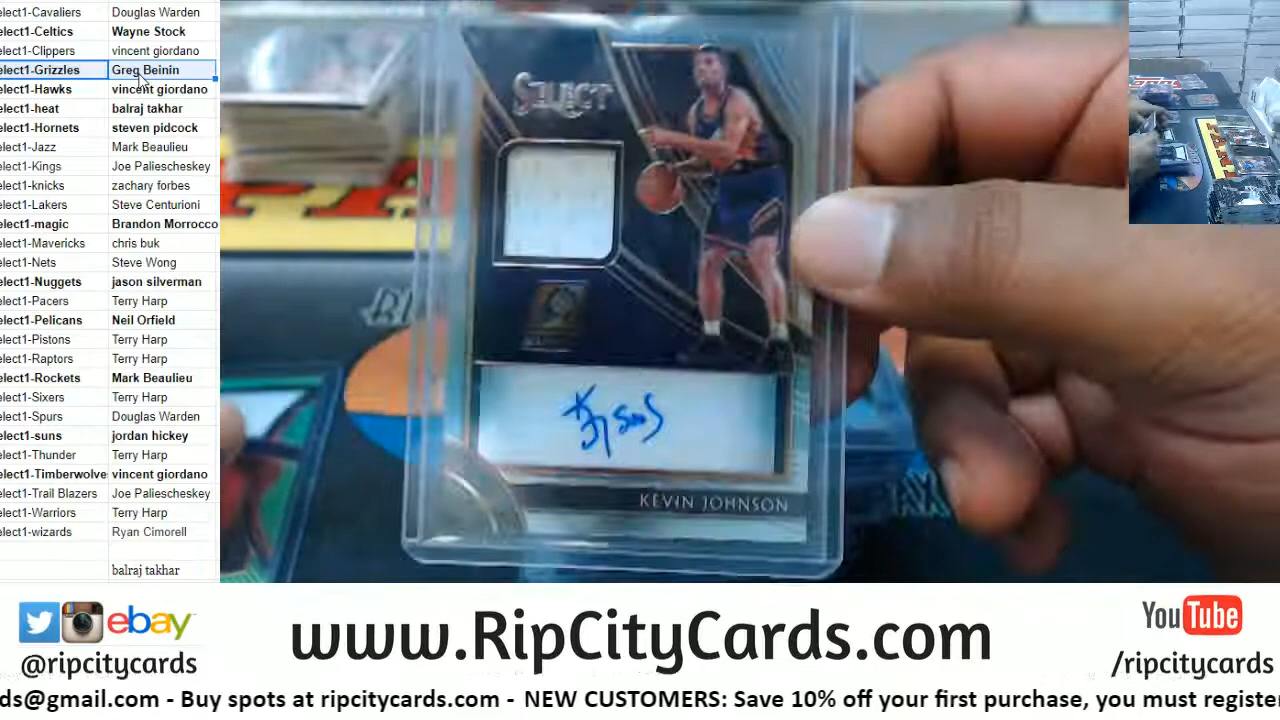 elect1-Cavaliers Douglas Warden
elect1-Celtics Wayne Stock
elect1-Clippers vincent giordano
elect1-Grizzles Greg Beinin
elect1-Hawks vincent giordano
elect1-heat balraj takhar
elect1-Hornets steven pidcock
elect1-Jazz Mark Beaulieu
elect1-Kings Joe Paliescheskey
elect1-knicks zachary forbes
elect1-Lakers Steve Centurioni
elect1-magic Brandon Morrocco
elect1-Mavericks chris buk
elect1-Nets Steve Wong
elect1-Nuggets jason silverman
elect1-Pacers Terry Harp
elect1-Pelicans Neil Orfield
elect1-Pistons Terry Harp
elect1-Raptors Terry Harp
elect1-Rockets Mark Beaulieu
elect1-Sixers Terry Harp
elect1-Spurs Douglas Warden
elect1-suns jordan hickey
elect1-Thunder Terry Harp
elect1-Timberwolve vincent giordano
elect1-Trail Blazers Joe Paliescheskey
elect1-Warriors Terry Harp
elect1-wizards Ryan Cimorell
balraj takhar
SELECT
KEVIN JOHNSON
ebay
@ripcitycards
www.RipCityCards.com
YouTube
/ripcitycards
ds@gmail.com - Buy spots at ripcitycards.com - NEW CUSTOMERS: Save 10% off your first purchase, you must register